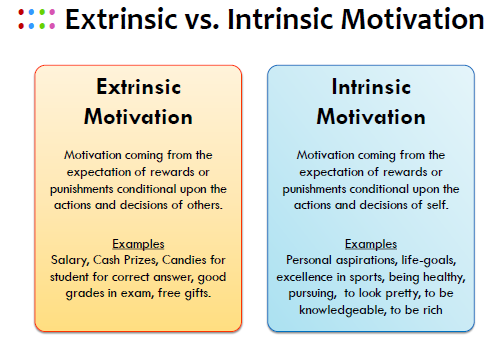 Extrinsic vs. Intrinsic Motivation
Extrinsic
Motivation
Motivation coming from the
expectation of rewards or
punishments conditional upon the
actions and decisions of others.
Examples
Salary, Cash Prizes, Candies for
student for correct answer, good
grades in exam, free gifts.
Intrinsic
Motivation
Motivation coming from the
expectation of rewards or
punishments conditional upon the
actions and decisions of self.
Examples
Personal aspirations, life-goals,
excellence in sports, being healthy,
pursuing,  to look pretty, to be
knowledgeable, to be rich